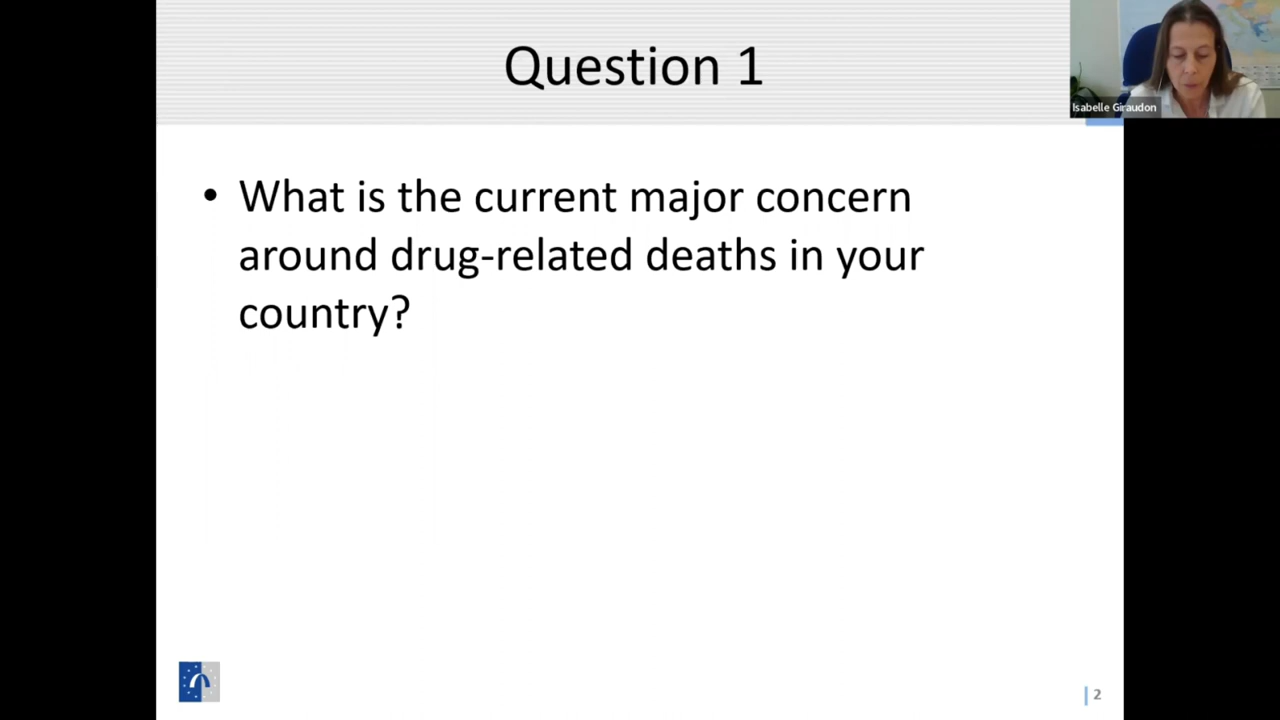 Question 1
Isabelle Giraudon
• What is the current major concern
around drug-related deaths in your
country?
2